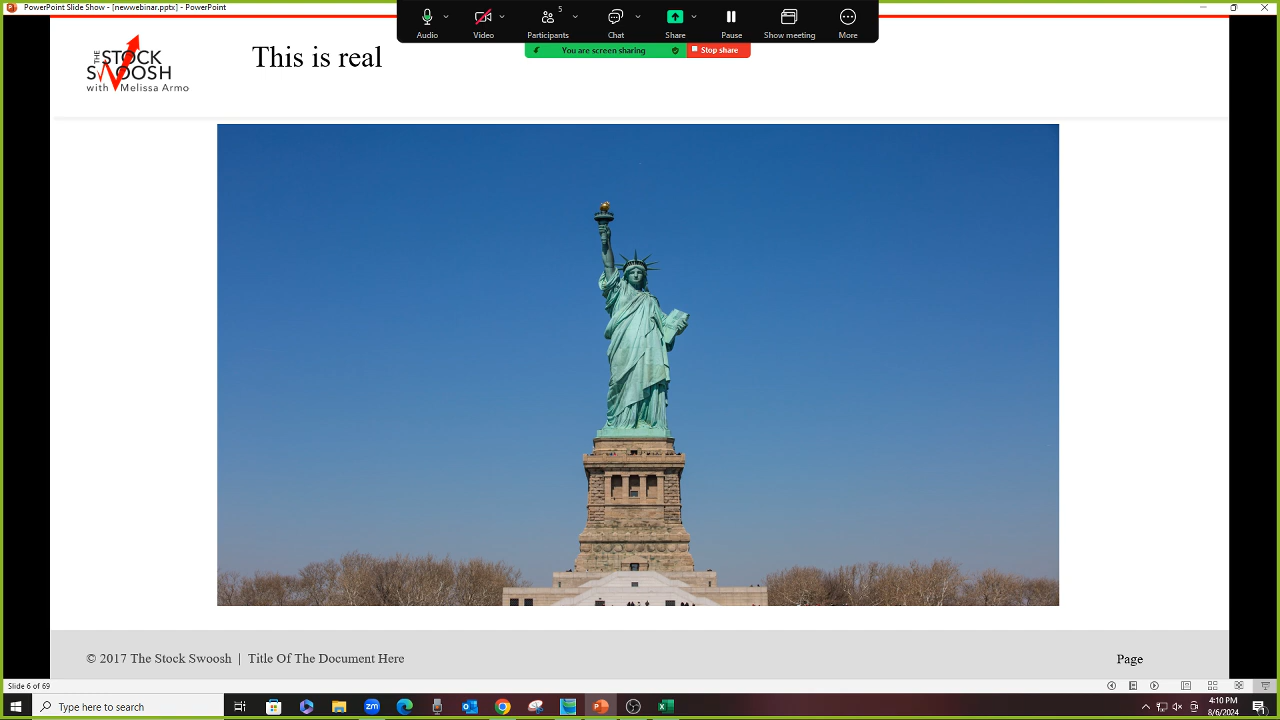 PowerPoint Slide Show - [newwebinar.pptx] - PowerPoint
5
Audio
Video
Participants
Chat
Share
Pause
Show meeting
More
You are screen sharing
Stop share
THE
STOCK
SWOOSH
with Melissa Armo
This is real
© 2017 The Stock Swoosh | Title Of The Document Here
Page
Slide 6 of 69
Type here to search
zm
4:10 PM
8/6/2024